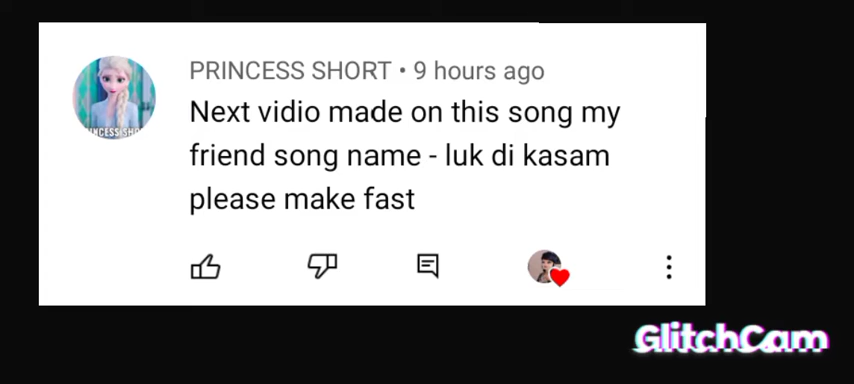 PRINCESS SHORT • 9 hours ago
Next vidio made on this song my
friend song name - luk di kasam
please make fast
GlitchCam